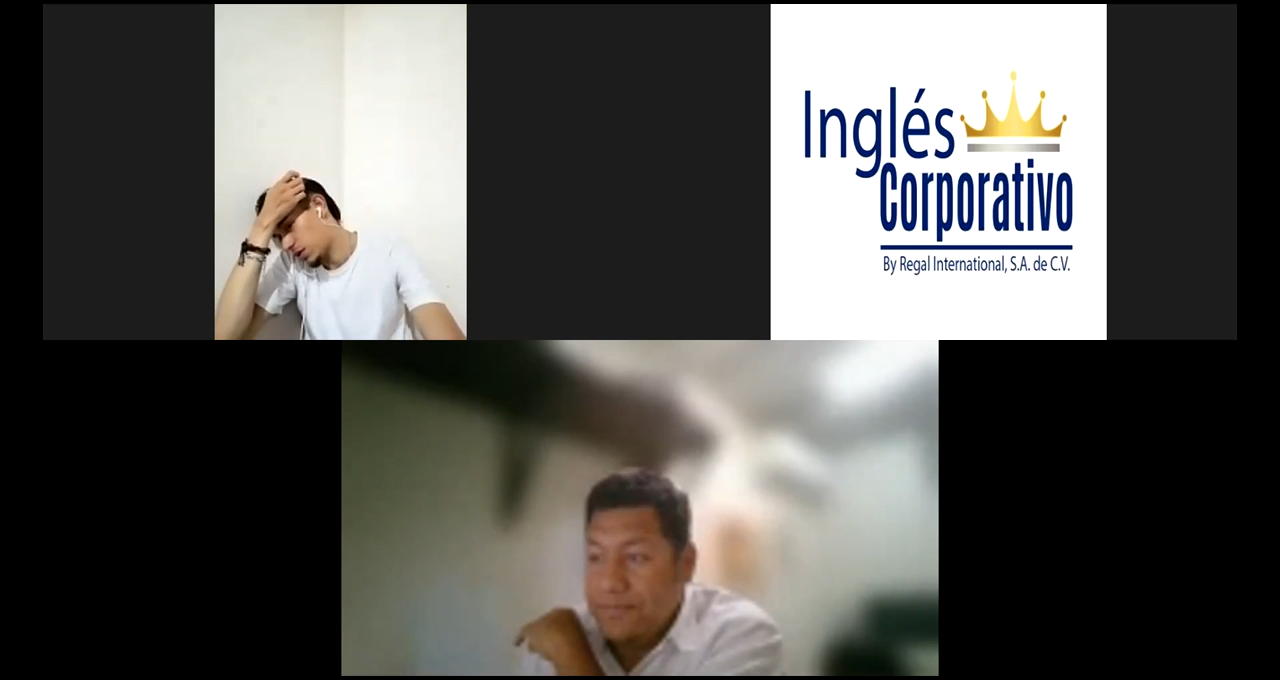 Inglés
Corporativo
By Regal International, S.A. de C.V.